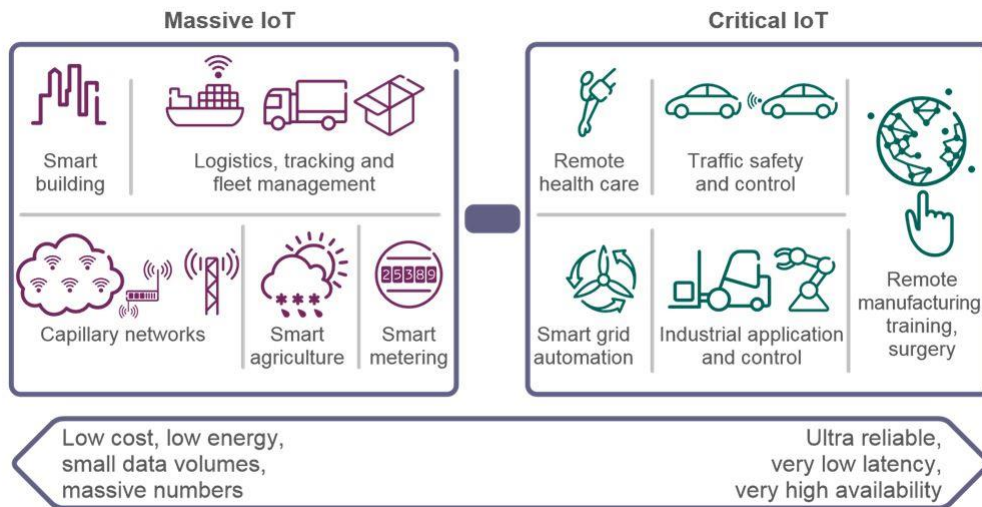 Massive IoT
Smart
building
Logistics, tracking and
fleet management
Capillary networks
Smart
agriculture
25389
Smart
metering
Critical IoT
Remote
health care
Traffic safety
and control
Smart grid
automation
Industrial application
and control
Remote
manufacturing,
training,
surgery
Low cost, low energy,
small data volumes,
massive numbers
Ultra reliable,
very low latency,
very high availability